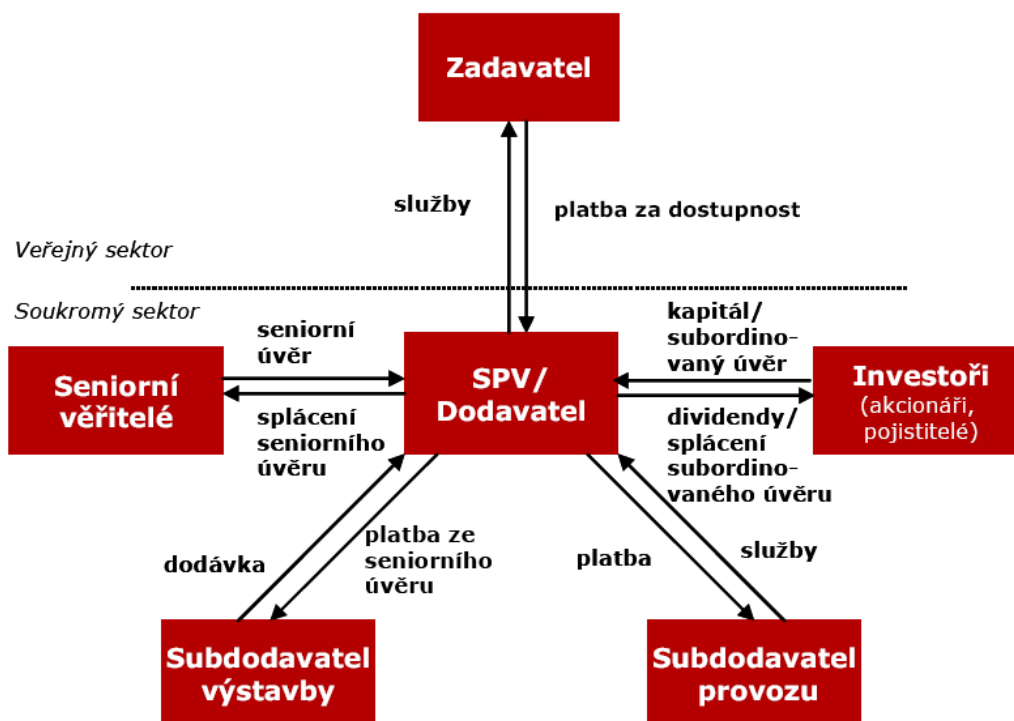 Zadavatel
služby
platba za dostupnost
Veřejný sektor
Soukromý sektor
seniorní
úvěr
kapitál/
subordino-
vaný úvěr
Seniorní
věřitelé
SPV/
Dodavatel
Investoři
(akcionáři,
pojistitelé)
splácení
seniorního
úvěru
dividendy/
splácení
subordino-
vaného úvěru
dodávka
platba ze
seniorního
úvěru
platba
služby
Subdodavatel
výstavby
Subdodavatel
provozu